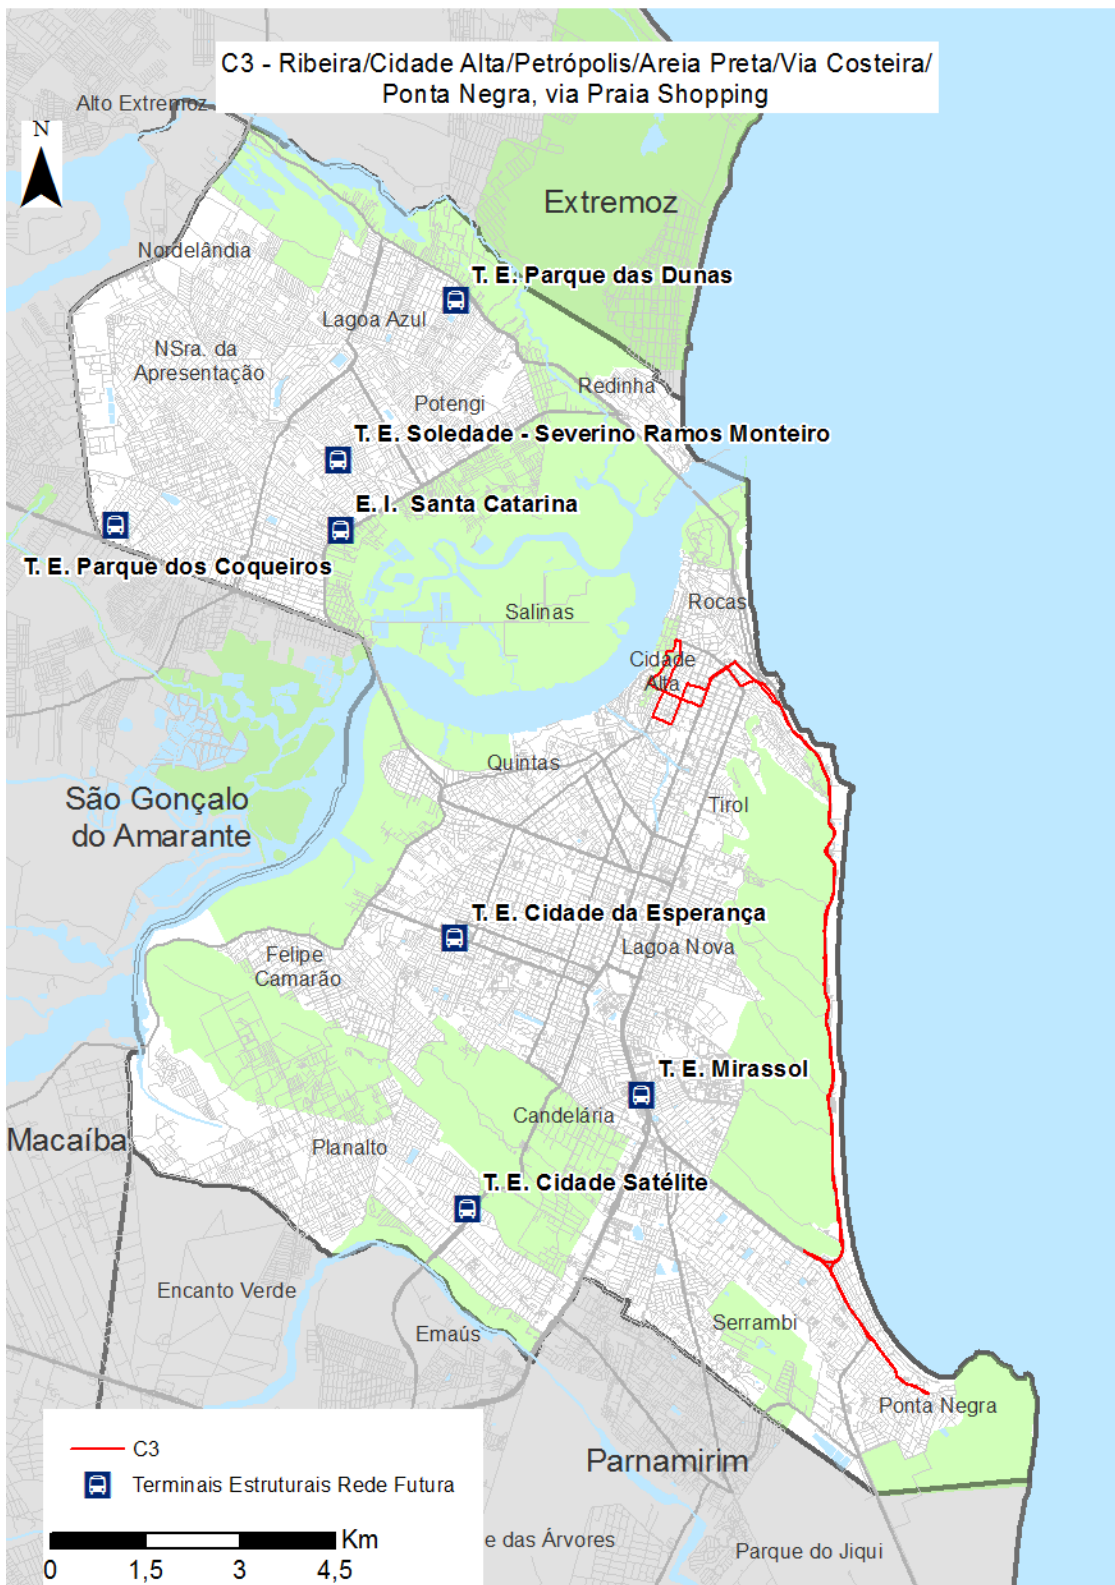 C3 - Ribeira/Cidade Alta/Petrópolis/Areia Preta/Via Costeira/
Ponta Negra, via Praia Shopping
Alto Extremoz
N
Extremoz
Nordelândia
T. E. Parque das Dunas
Lagoa Azul
NSra. da
Apresentação
Redinha
Potengi
T. E. Soledade - Severino Ramos Monteiro
E. I. Santa Catarina
T. E. Parque dos Coqueiros
Rocas
Salinas
Cidade
Alta
Quintas
São Gonçalo
do Amarante
Tirol
T. E. Cidade da Esperança
Lagoa Nova
Felipe
Camarão
T. E. Mirassol
Candelária
Macaíba
Planalto
T. E. Cidade Satélite
Encanto Verde
Emaús
Serrambi
Ponta Negra
Parnamirim
C3
Terminais Estruturais Rede Futura
Km
0 1,5 3 4,5
e das Árvores
Parque do Jiqui